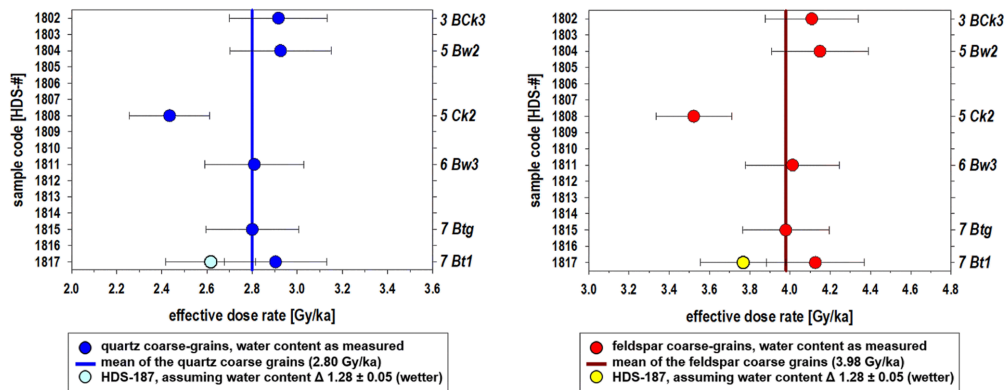 sample code [HDS-#]
1802
1803
1804
1805
1806
1807
1808
1809
1810
1811
1812
1813
1814
1815
1816
1817
3 BCk3
5 Bw2
5 Ck2
6 Bw3
7 Btg
7 Bt1
2.0 2.2 2.4 2.6 2.8 3.0 3.2 3.4 3.6
effective dose rate [Gy/ka]
quartz coarse-grains, water content as measured
mean of the quartz coarse grains (2.80 Gy/ka)
HDS-187, assuming water content Δ 1.28 ± 0.05 (wetter)
sample code [HDS-#]
1802
1803
1804
1805
1806
1807
1808
1809
1810
1811
1812
1813
1814
1815
1816
1817
3 BCk3
5 Bw2
5 Ck2
6 Bw3
7 Btg
7 Bt1
3.0 3.2 3.4 3.6 3.8 4.0 4.2 4.4 4.6 4.8
effective dose rate [Gy/ka]
feldspar coarse-grains, water content as measured
mean of the feldspar coarse grains (3.98 Gy/ka)
HDS-187, assuming water content Δ 1.28 ± 0.05 (wetter)